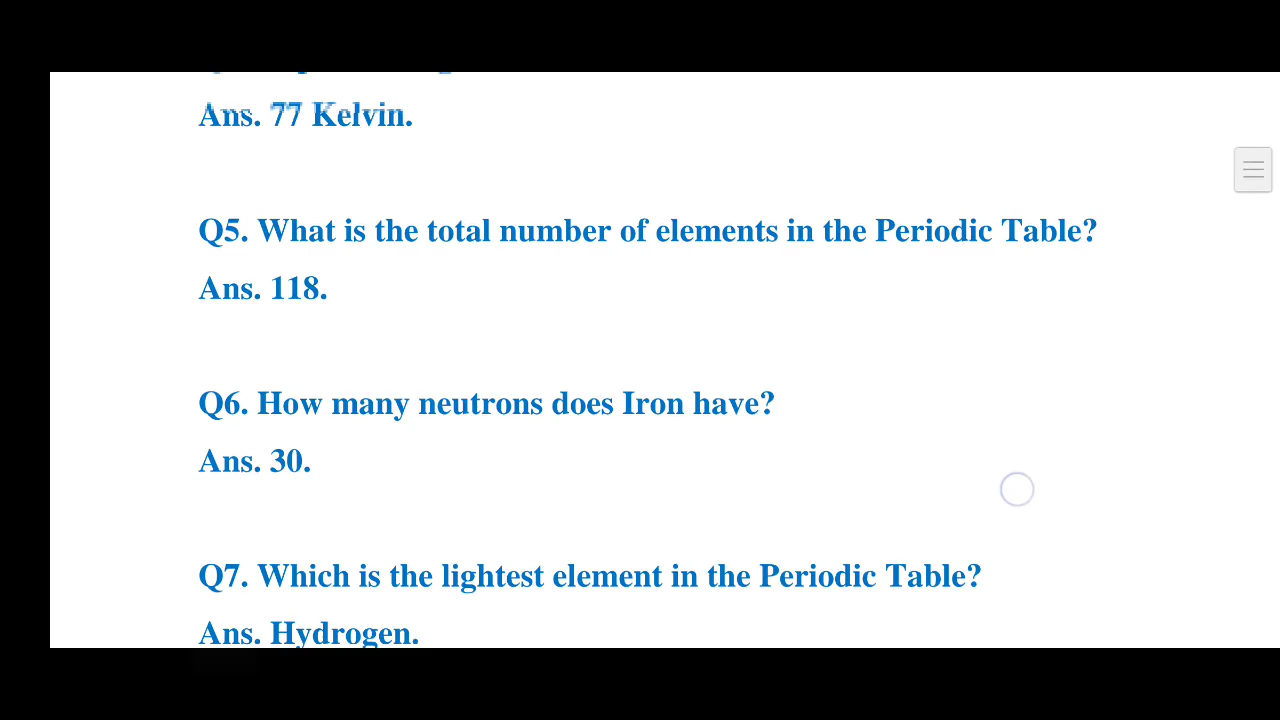 Ans. 77 Kelvin.
Q5. What is the total number of elements in the Periodic Table?
Ans. 118.
Q6. How many neutrons does Iron have?
Ans. 30.
Q7. Which is the lightest element in the Periodic Table?
Ans. Hydrogen.